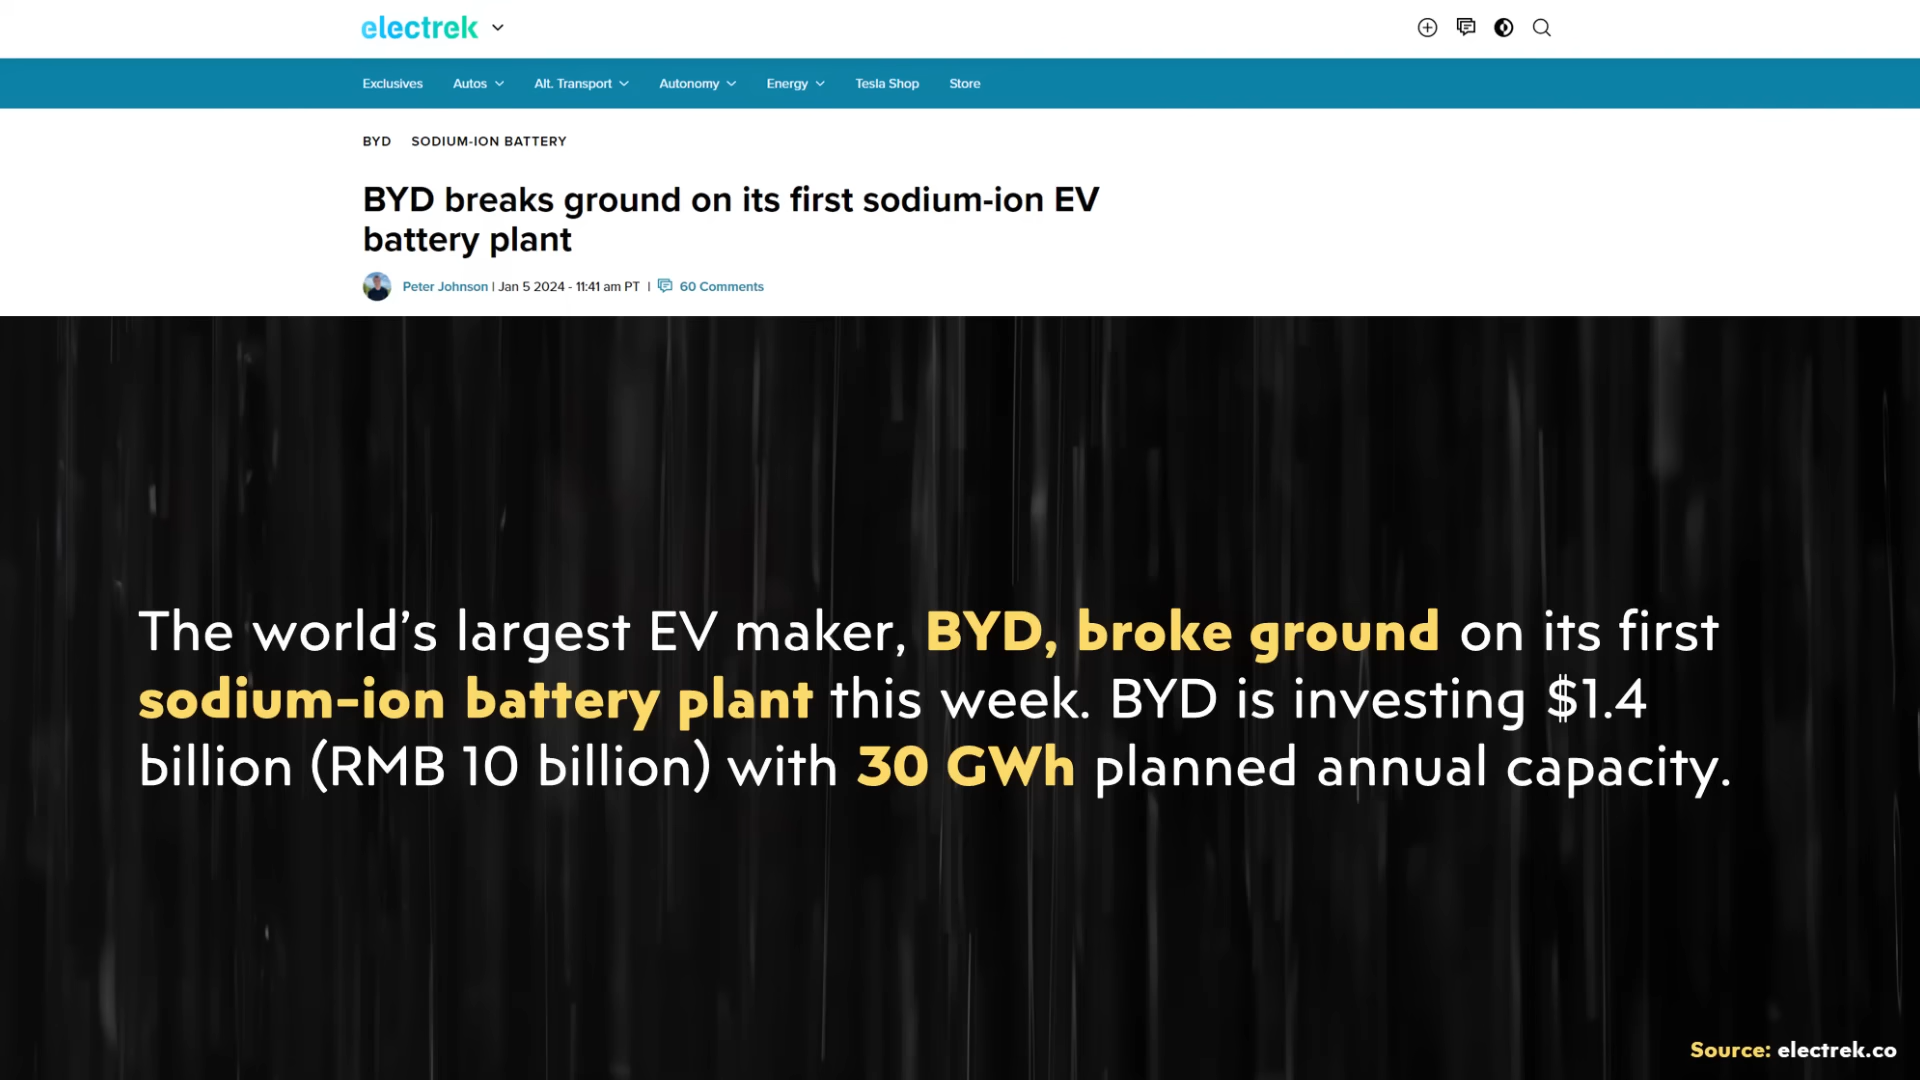 electrek
Exclusives Autos Alt. Transport Autonomy Energy Tesla Shop Store
BYD SODIUM-ION BATTERY
BYD breaks ground on its first sodium-ion EV
battery plant
Peter Johnson | Jan 5 2024 - 11:41 am PT | 60 Comments
The world’s largest EV maker, BYD, broke ground on its first
sodium-ion battery plant this week. BYD is investing $1.4
billion (RMB 10 billion) with 30 GWh planned annual capacity.
Source: electrek.co